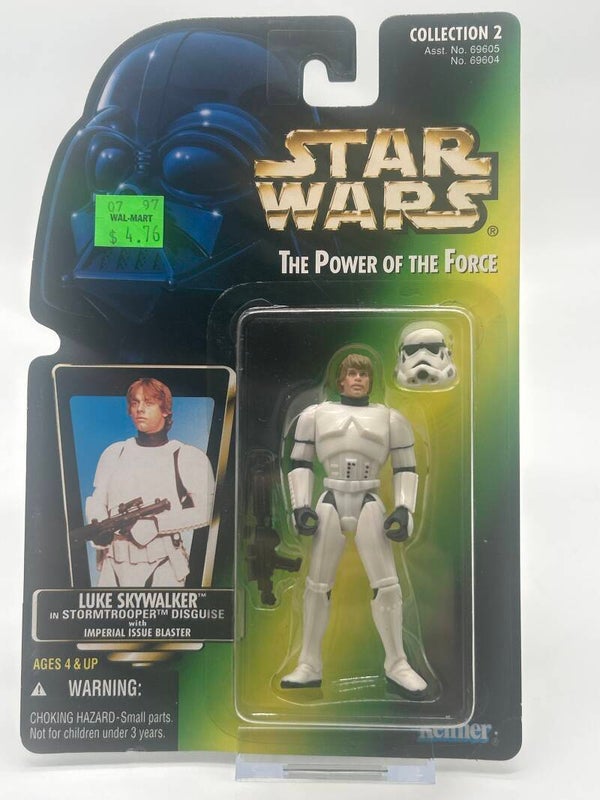 COLLECTION 2
Asst. No. 69605
No. 69604
STAR
WARS®
THE POWER OF THE FORCE
07 97
WAL-MART
$ 4.76
LUKE SKYWALKER™
IN STORMTROOPER™ DISGUISE
with
IMPERIAL ISSUE BLASTER
AGES 4 & UP
⚠ WARNING:
CHOKING HAZARD-Small parts.
Not for children under 3 years.
Kenner